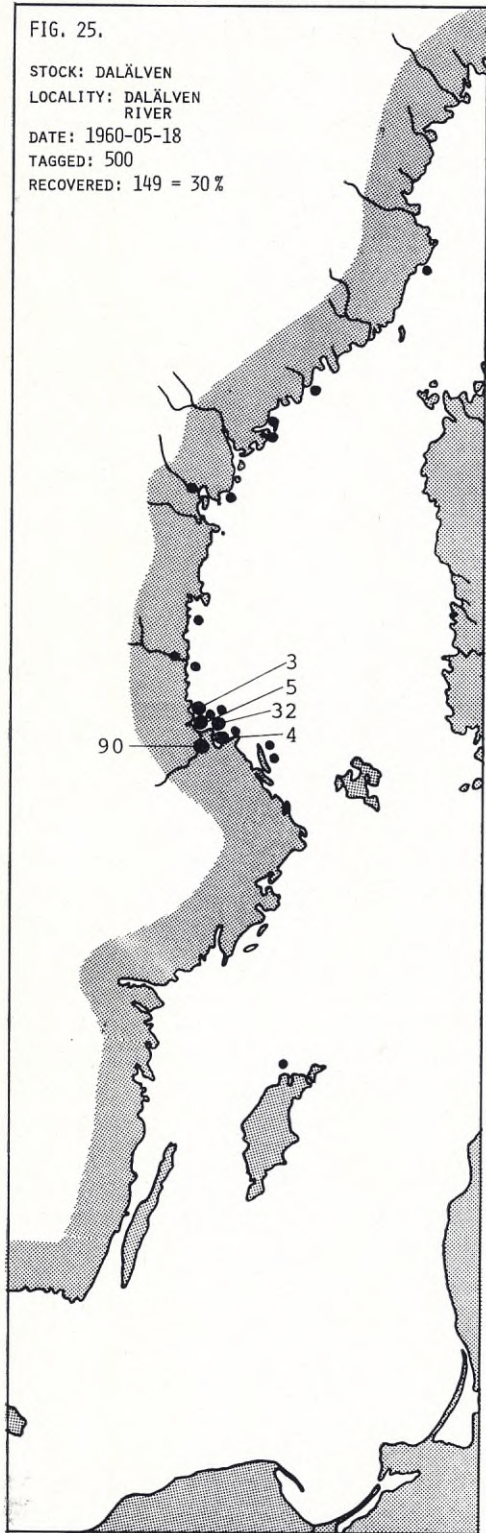 FIG. 25.
STOCK: DALÄLVEN
LOCALITY: DALÄLVEN
RIVER
DATE: 1960-05-18
TAGGED: 500
RECOVERED: 149 = 30 %
3
5
32
4
90